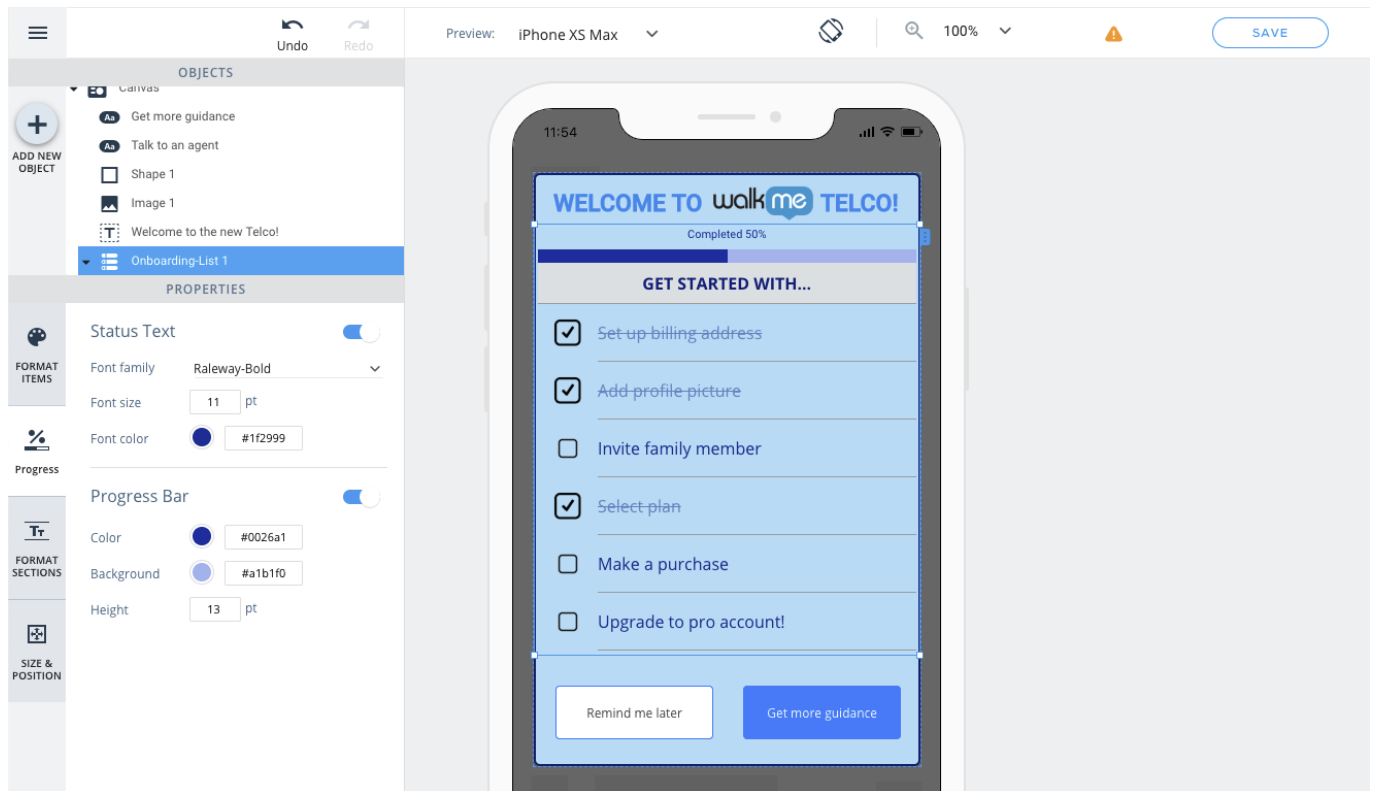 Undo
Redo
Preview:
iPhone XS Max
100%
SAVE
OBJECTS
ADD NEW
OBJECT
Canvas
Aa Get more guidance
Aa Talk to an agent
Shape 1
Image 1
T Welcome to the new Telco!
Onboarding-List 1
PROPERTIES
FORMAT
ITEMS
Progress
TT
FORMAT
SECTIONS
SIZE &
POSITION
Status Text
Font family Raleway-Bold
Font size 11 pt
Font color #1f2999
Progress Bar
Color #0026a1
Background #a1b1f0
Height 13 pt
11:54
WELCOME TO walkme TELCO!
Completed 50%
GET STARTED WITH...
Set up billing address
Add profile picture
Invite family member
Select plan
Make a purchase
Upgrade to pro account!
Remind me later
Get more guidance